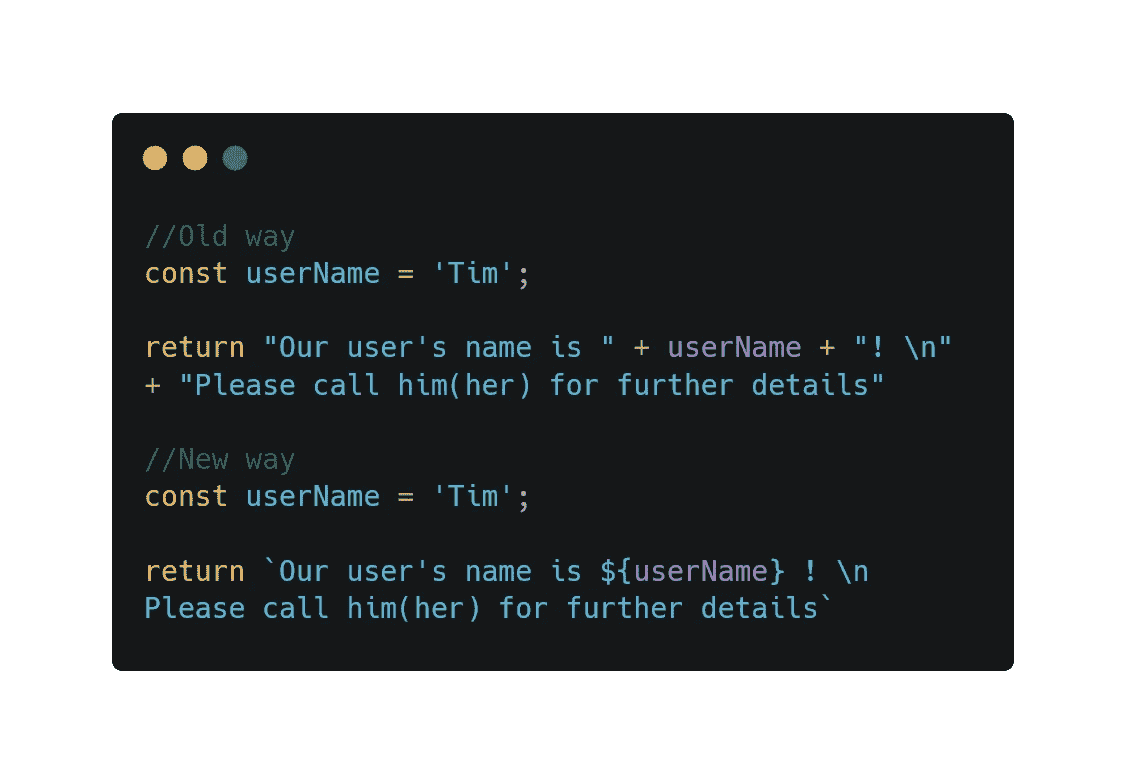 //Old way
const userName = 'Tim';
return "Our user's name is " + userName + "! \n"
+ "Please call him(her) for further details"
//New way
const userName = 'Tim';
return `Our user's name is ${userName} ! \n
Please call him(her) for further details`